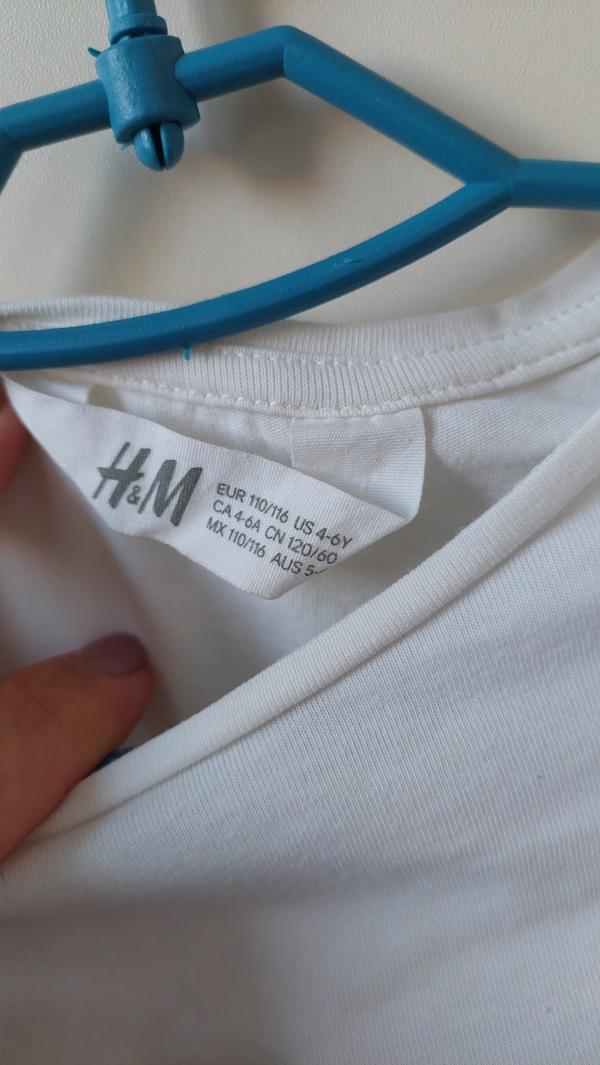 H&M
EUR 110/116 US 4-6Y
CA 4-6A CN 120/60
MX 110/116 AUS 5-